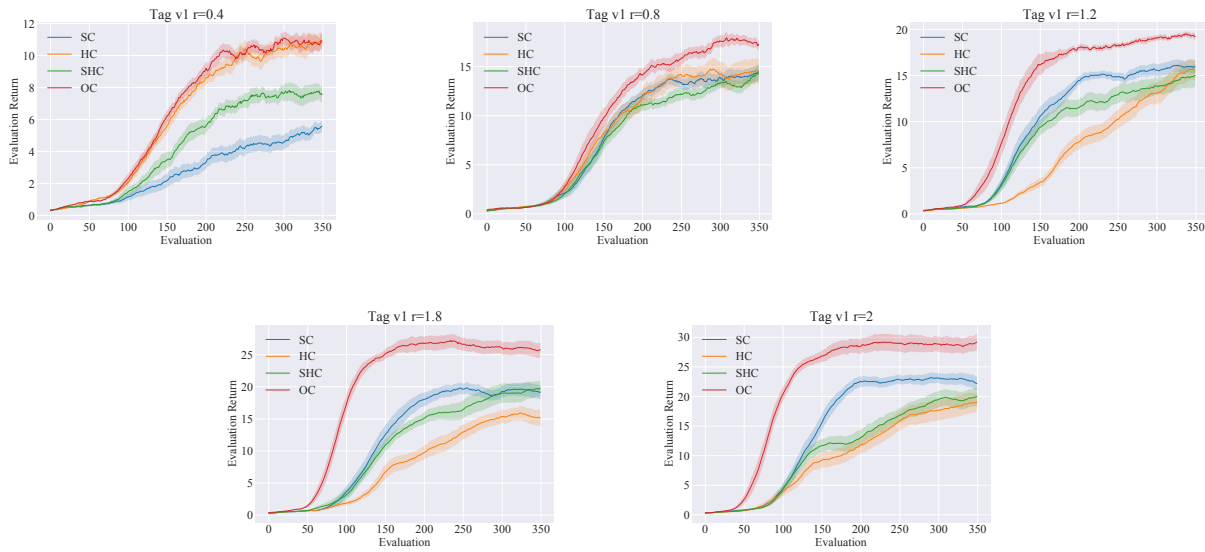 Tag v1 r=0.4
12
10
8
6
4
2
0
Evaluation Return
SC
HC
SHC
OC
0 50 100 150 200 250 300 350
Evaluation
Tag v1 r=0.8
15
10
5
0
Evaluation Return
SC
HC
SHC
OC
0 50 100 150 200 250 300 350
Evaluation
Tag v1 r=1.2
20
15
10
5
0
Evaluation Return
SC
HC
SHC
OC
0 50 100 150 200 250 300 350
Evaluation
Tag v1 r=1.8
25
20
15
10
5
0
Evaluation Return
SC
HC
SHC
OC
0 50 100 150 200 250 300 350
Evaluation
Tag v1 r=2
30
25
20
15
10
5
0
Evaluation Return
SC
HC
SHC
OC
0 50 100 150 200 250 300 350
Evaluation